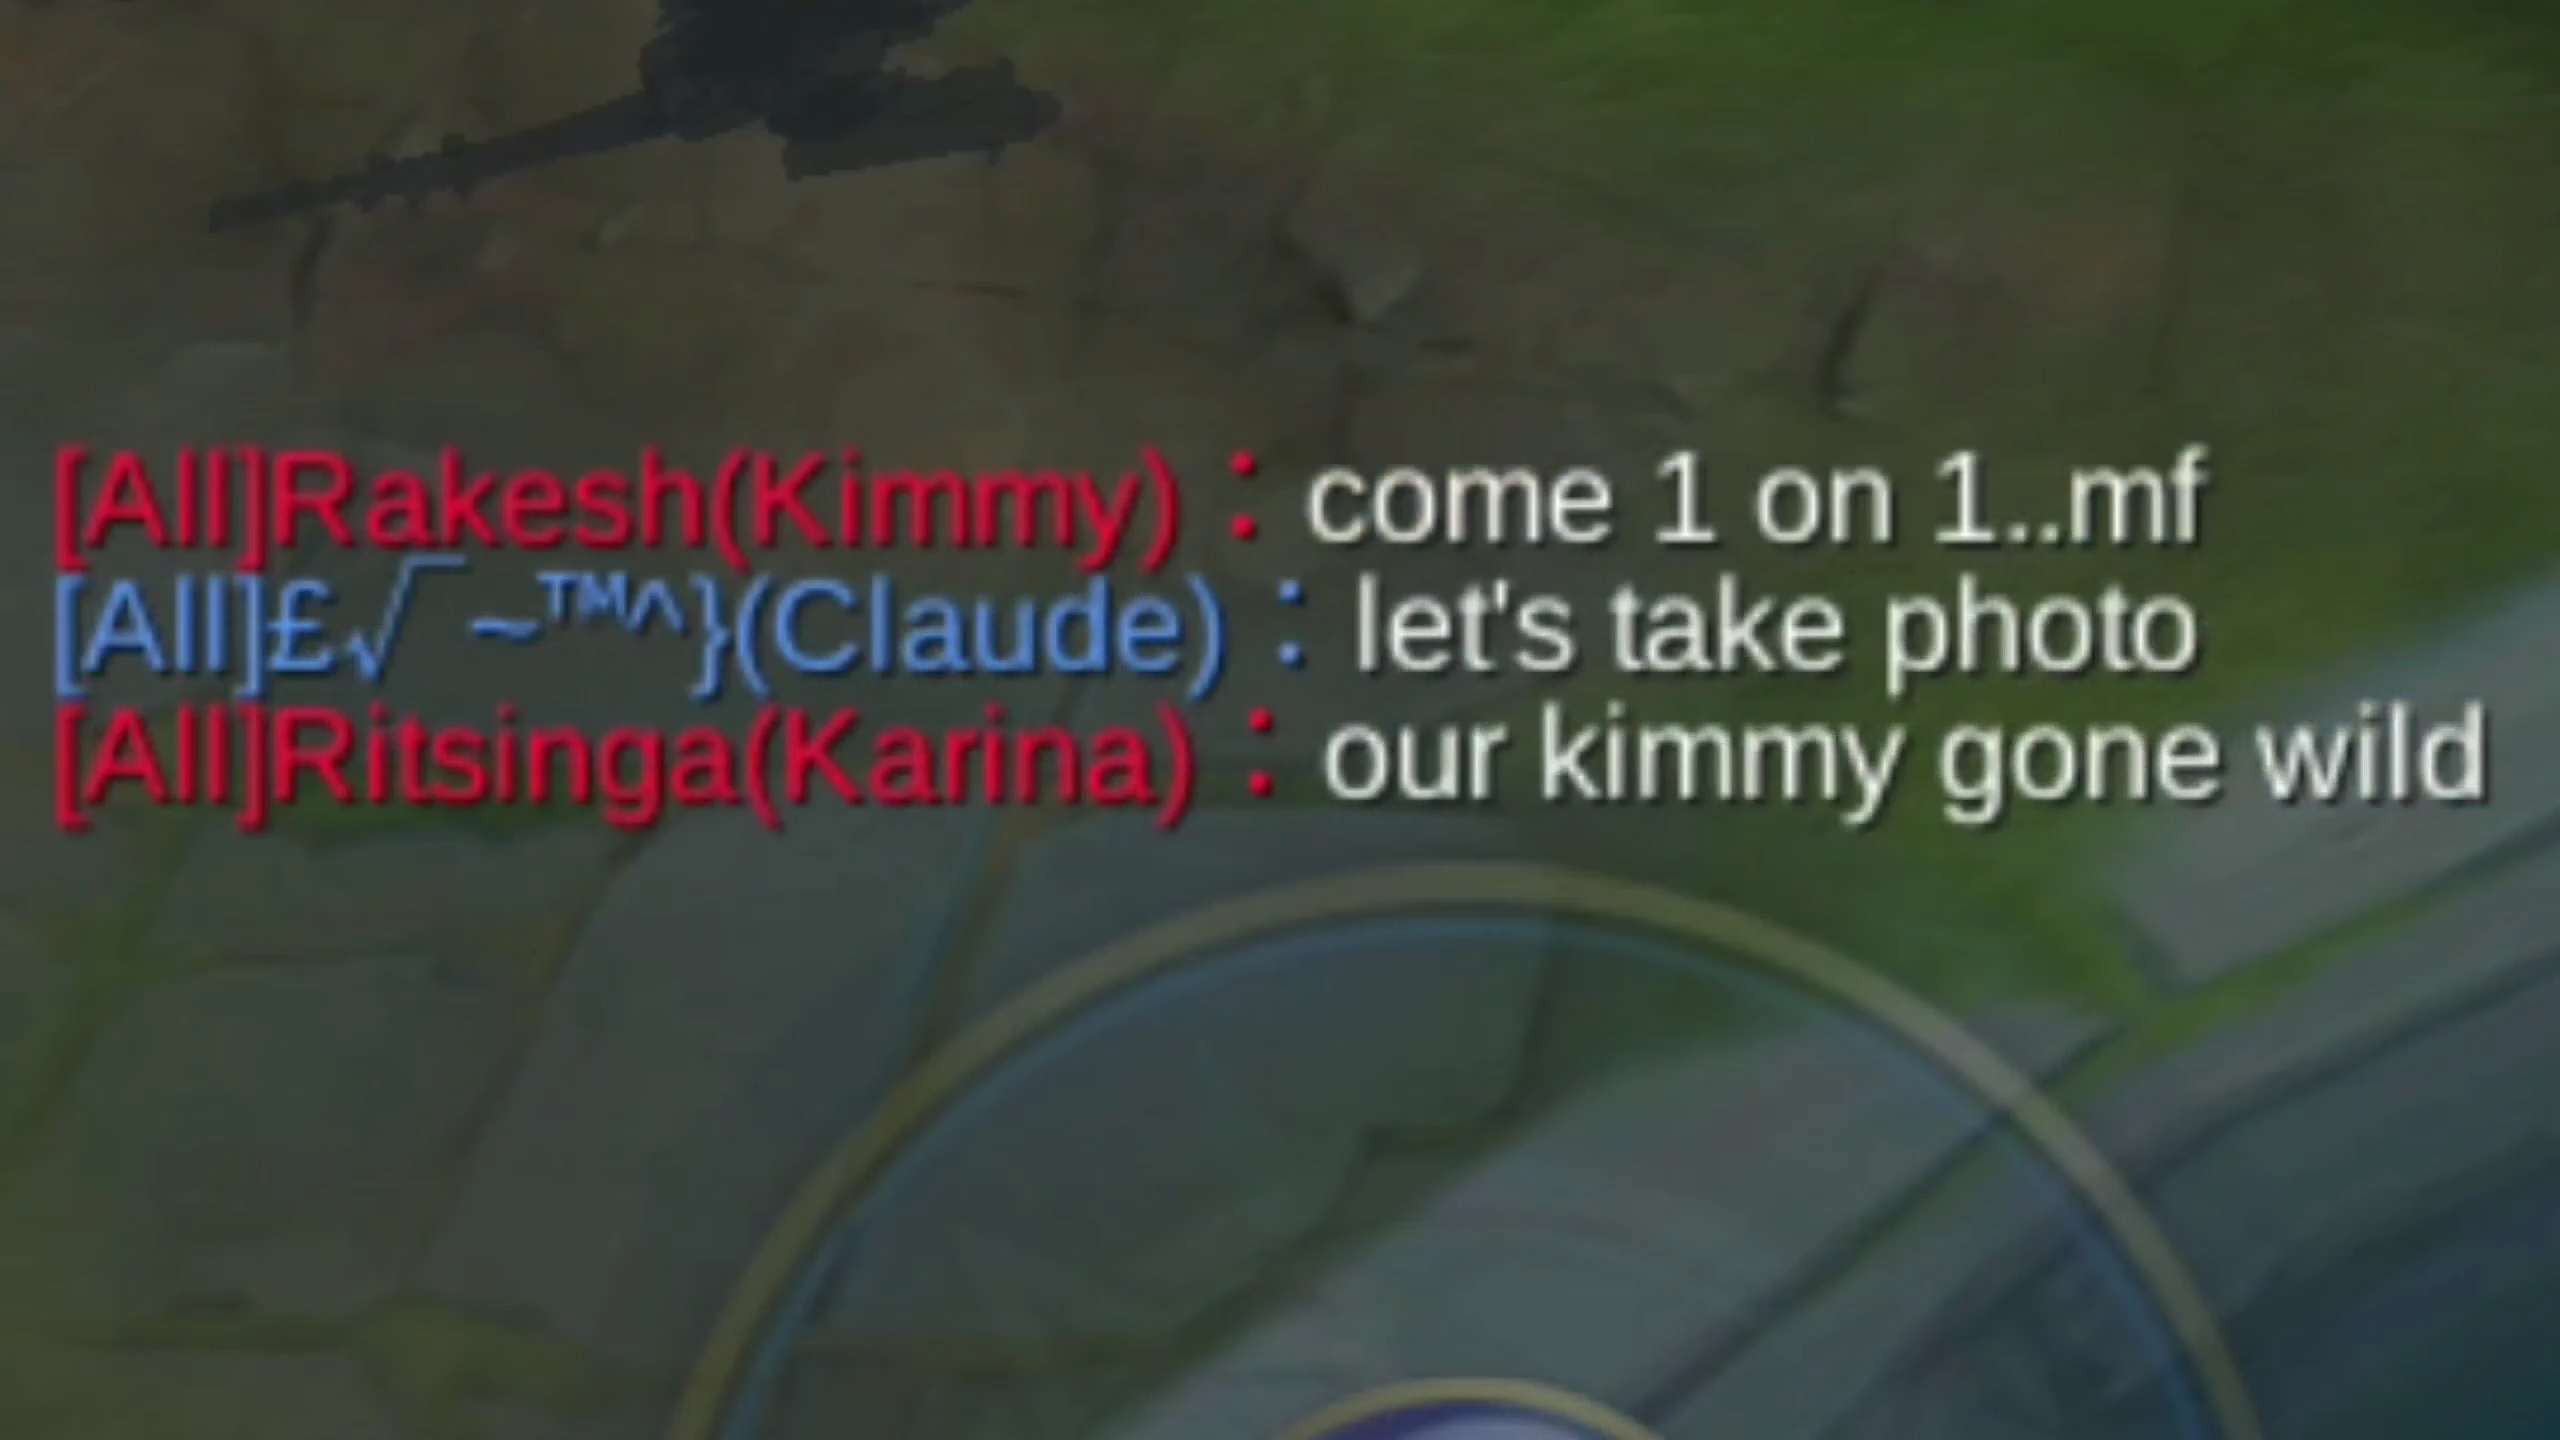 [All]Rakesh(Kimmy) : come 1 on 1..mf
[All]£√ ~™^}(Claude) : let's take photo
[All]Ritsinga(Karina) : our kimmy gone wild